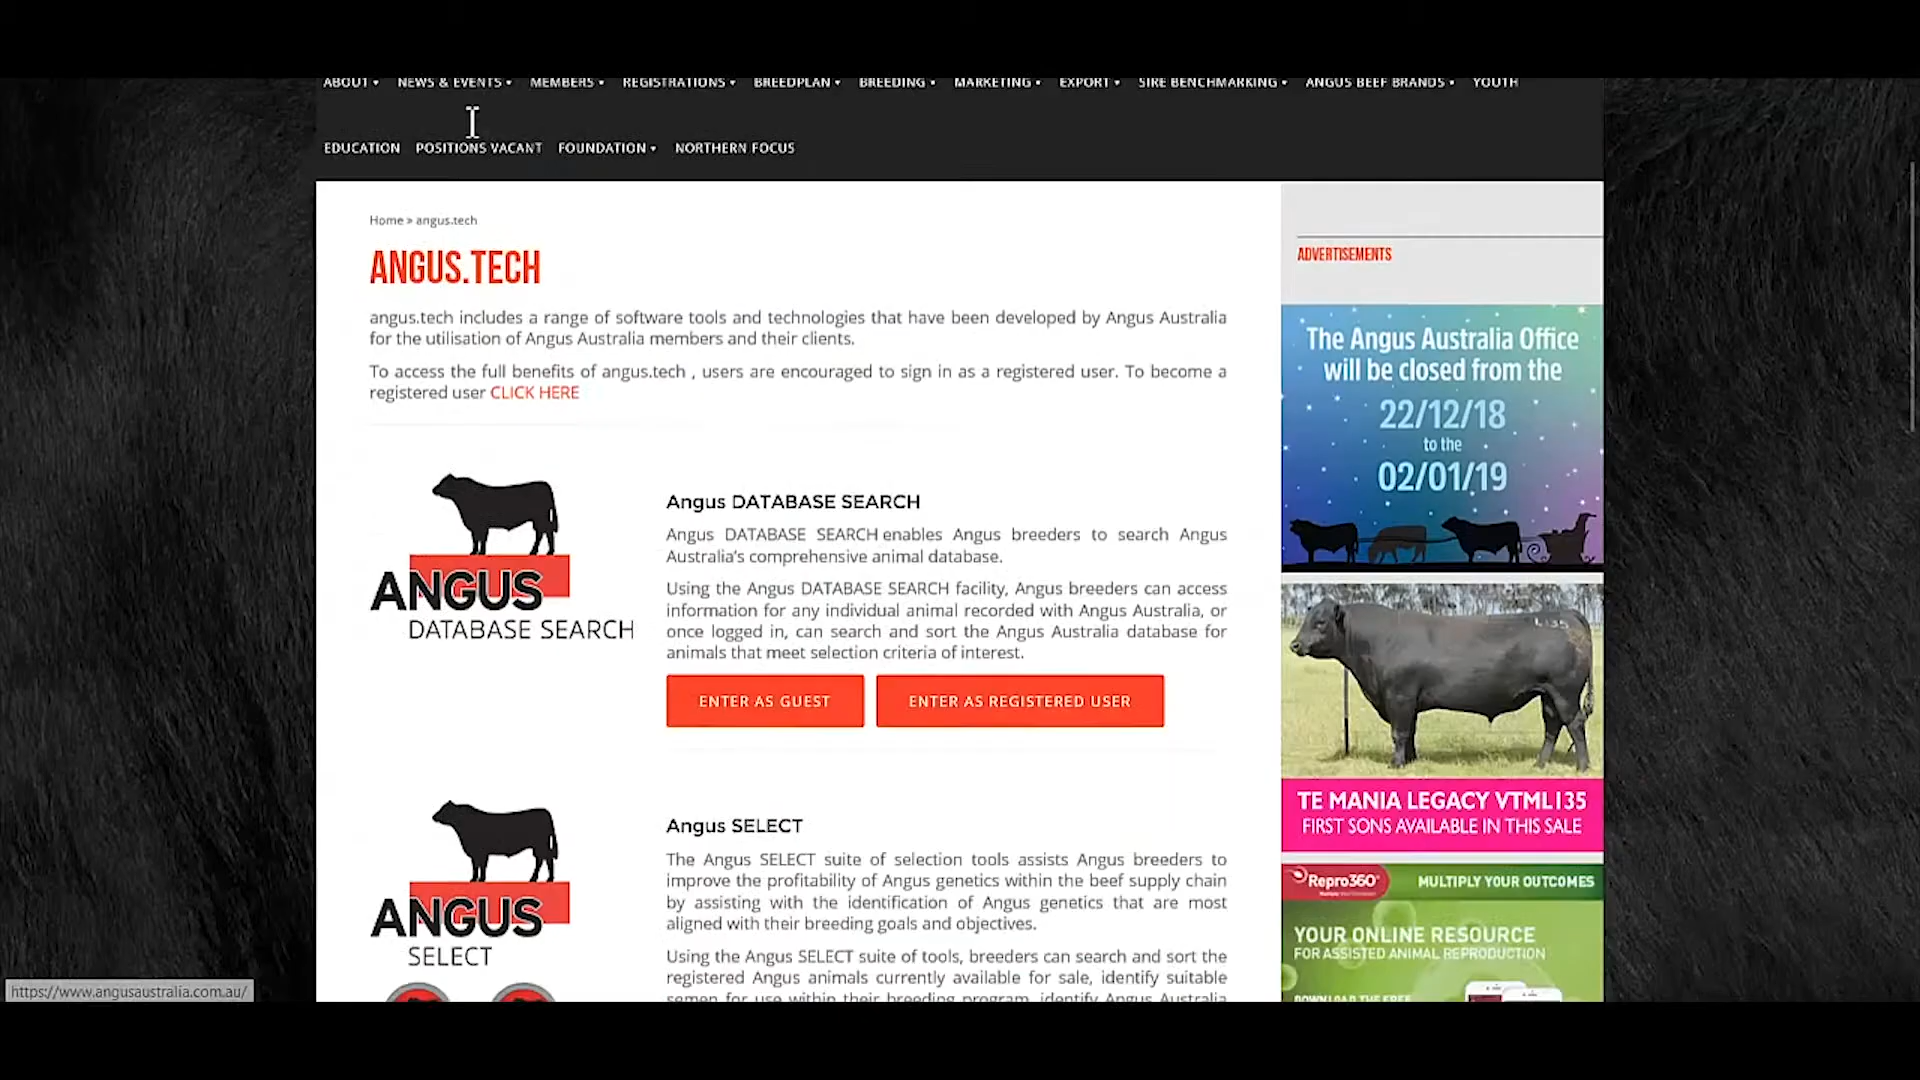 ABOUT NEWS & EVENTS MEMBERS REGISTRATIONS BREEDPLAN BREEDING MARKETING EXPORT SIRE BENCHMARKING ANGUS BEEF BRANDS YOUTH
EDUCATION POSITIONS VACANT FOUNDATION NORTHERN FOCUS
Home » angus.tech
ANGUS.TECH
angus.tech includes a range of software tools and technologies that have been developed by Angus Australia
for the utilisation of Angus Australia members and their clients.
To access the full benefits of angus.tech , users are encouraged to sign in as a registered user. To become a
registered user CLICK HERE
ANGUS
DATABASE SEARCH
Angus DATABASE SEARCH
Angus DATABASE SEARCH enables Angus breeders to search Angus
Australia's comprehensive animal database.
Using the Angus DATABASE SEARCH facility, Angus breeders can access
information for any individual animal recorded with Angus Australia, or
once logged in, can search and sort the Angus Australia database for
animals that meet selection criteria of interest.
ENTER AS GUEST
ENTER AS REGISTERED USER
ANGUS
SELECT
Angus SELECT
The Angus SELECT suite of selection tools assists Angus breeders to
improve the profitability of Angus genetics within the beef supply chain
by assisting with the identification of Angus genetics that are most
aligned with their breeding goals and objectives.
Using the Angus SELECT suite of tools, breeders can search and sort the
registered Angus animals currently available for sale, identify suitable
semen for use within their breeding program, identify Angus Australia
ADVERTISEMENTS
The Angus Australia Office
will be closed from the
22/12/18
to the
02/01/19
TE MANIA LEGACY VTML135
FIRST SONS AVAILABLE IN THIS SALE
Repro360
MULTIPLY YOUR OUTCOMES
YOUR ONLINE RESOURCE
FOR ASSISTED ANIMAL REPRODUCTION
DOWNLOAD THE FREE
https://www.angusaustralia.com.au/